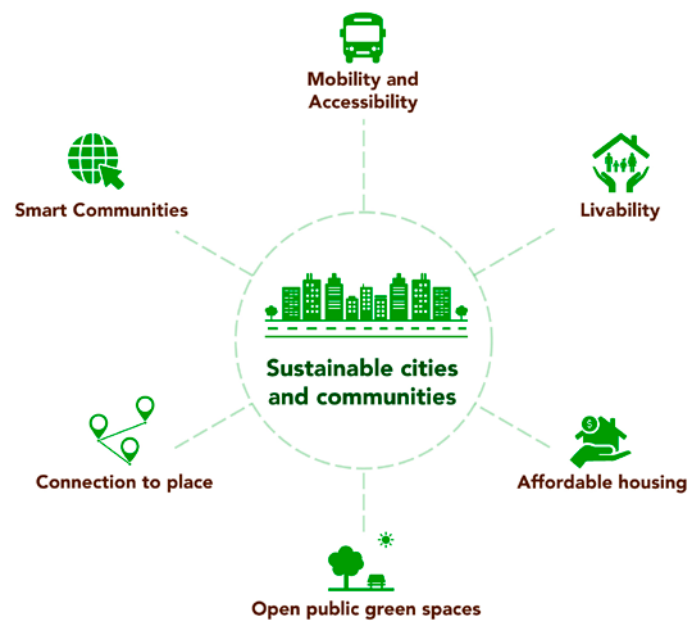 Mobility and
Accessibility
Smart Communities
Livability
Sustainable cities
and communities
$
Connection to place
Affordable housing
Open public green spaces